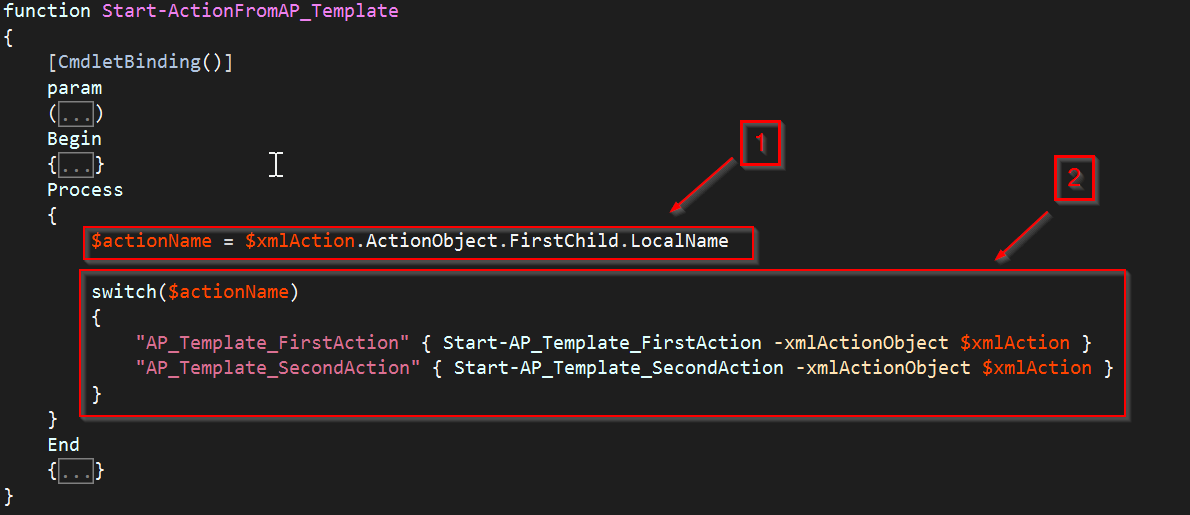 function Start-ActionFromAP_Template
{
[CmdletBinding()]
param
(...)
Begin
{...}
Process
{
$actionName = $xmlAction.ActionObject.FirstChild.LocalName
switch($actionName)
{
"AP_Template_FirstAction" { Start-AP_Template_FirstAction -xmlActionObject $xmlAction }
"AP_Template_SecondAction" { Start-AP_Template_SecondAction -xmlActionObject $xmlAction }
}
}
End
{...}
}
1
2